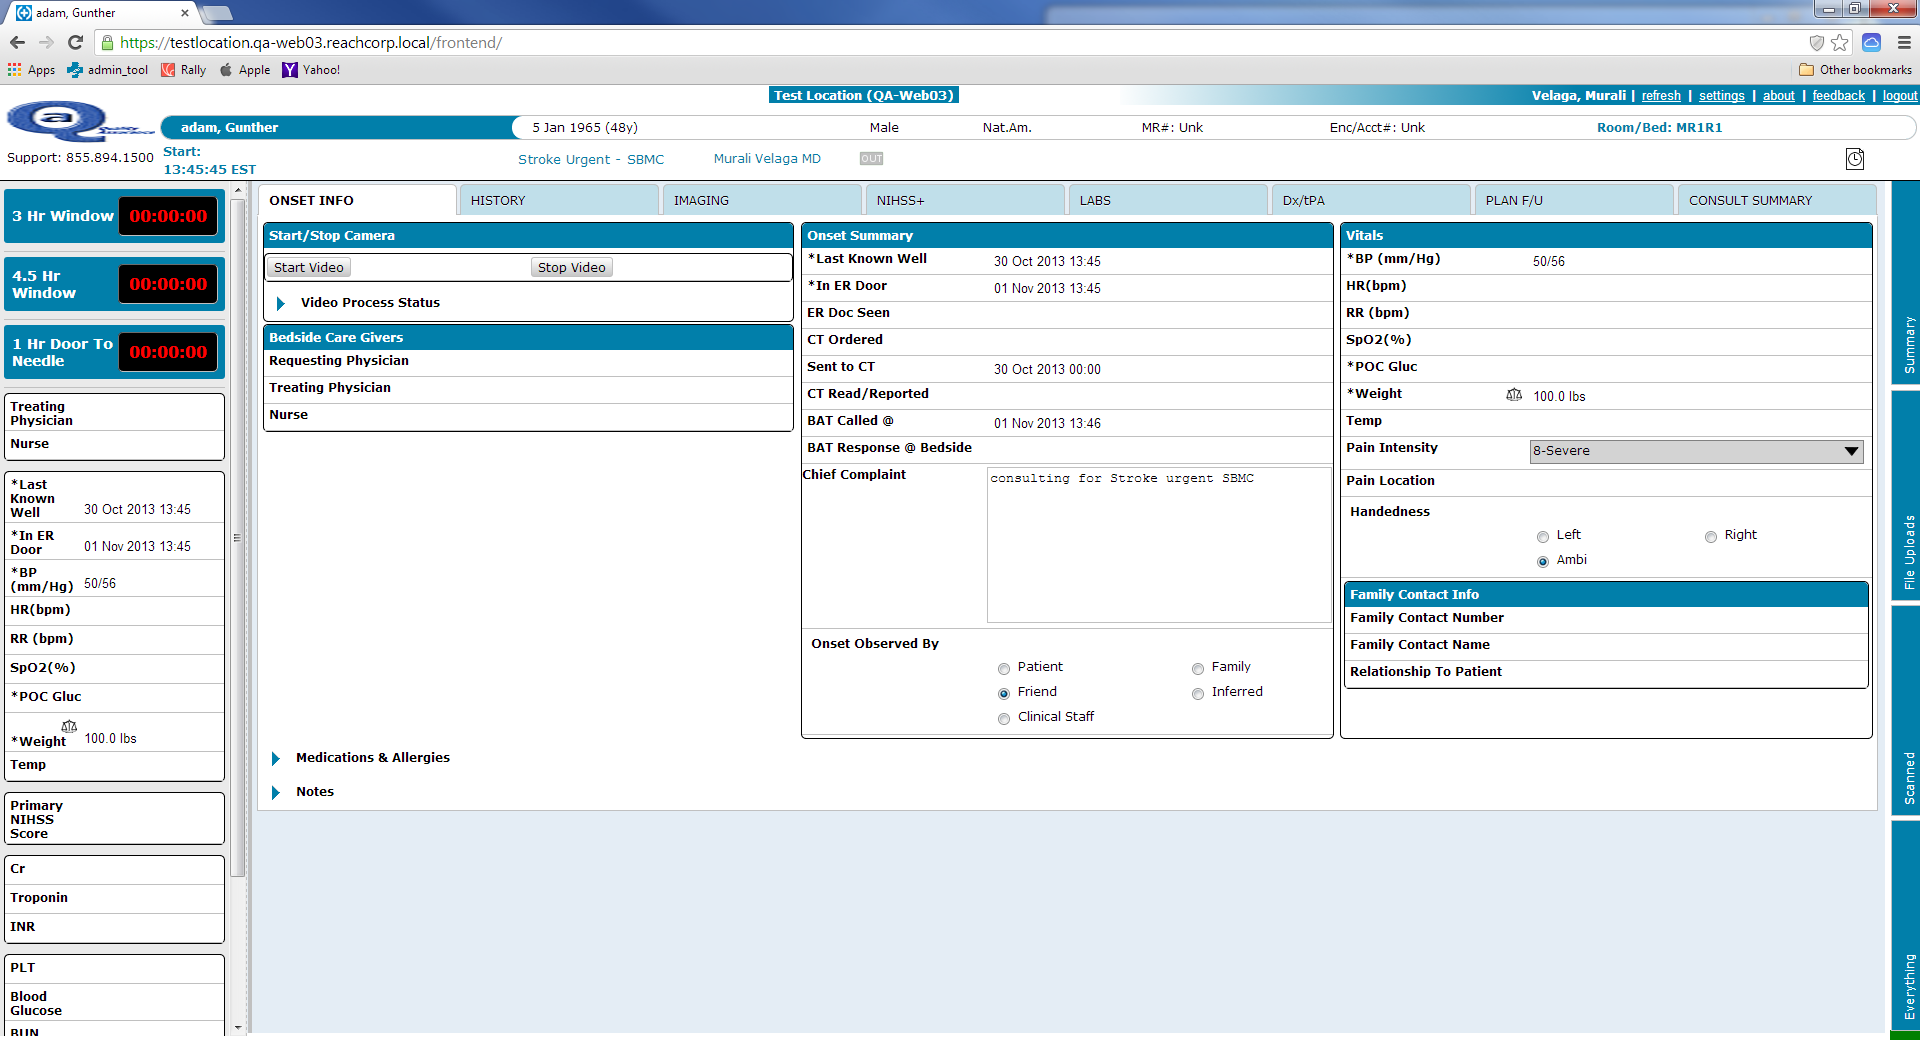 adam, Gunther
https://testlocation.qa-web03.reachcorp.local/frontend/
Apps
admin_tool
Rally
Apple
Yahoo!
Other bookmarks
Test Location (QA-Web03)
Velaga, Murali | refresh | settings | about | feedback | logout
a
Quality
Assurance
adam, Gunther
5 Jan 1965 (48y)
Male
Nat.Am.
MR#: Unk
Enc/Acct#: Unk
Room/Bed: MR1R1
Support: 855.894.1500
Start:
13:45:45 EST
Stroke Urgent - SBMC
Murali Velaga MD
OUT
3 Hr Window
00:00:00
4.5 Hr
Window
00:00:00
1 Hr Door To
Needle
00:00:00
Treating
Physician
Nurse
*Last
Known
Well
30 Oct 2013 13:45
*In ER
Door
01 Nov 2013 13:45
*BP
(mm/Hg)
50/56
HR(bpm)
RR (bpm)
SpO2(%)
*POC Gluc
*Weight
100.0 lbs
Temp
Primary
NIHSS
Score
Cr
Troponin
INR
PLT
Blood
Glucose
BUN
ONSET INFO
HISTORY
IMAGING
NIHSS+
LABS
Dx/tPA
PLAN F/U
CONSULT SUMMARY
Start/Stop Camera
Start Video
Stop Video
Video Process Status
Bedside Care Givers
Requesting Physician
Treating Physician
Nurse
Medications & Allergies
Notes
Onset Summary
*Last Known Well
30 Oct 2013 13:45
*In ER Door
01 Nov 2013 13:45
ER Doc Seen
CT Ordered
Sent to CT
30 Oct 2013 00:00
CT Read/Reported
BAT Called @
01 Nov 2013 13:46
BAT Response @ Bedside
Chief Complaint
consulting for Stroke urgent SBMC
Onset Observed By
Patient
Family
Friend
Inferred
Clinical Staff
Vitals
*BP (mm/Hg)
50/56
HR(bpm)
RR (bpm)
SpO2(%)
*POC Gluc
*Weight
100.0 lbs
Temp
Pain Intensity
8-Severe
Pain Location
Handedness
Left
Right
Ambi
Family Contact Info
Family Contact Number
Family Contact Name
Relationship To Patient
Summary
File Uploads
Scanned
Everything